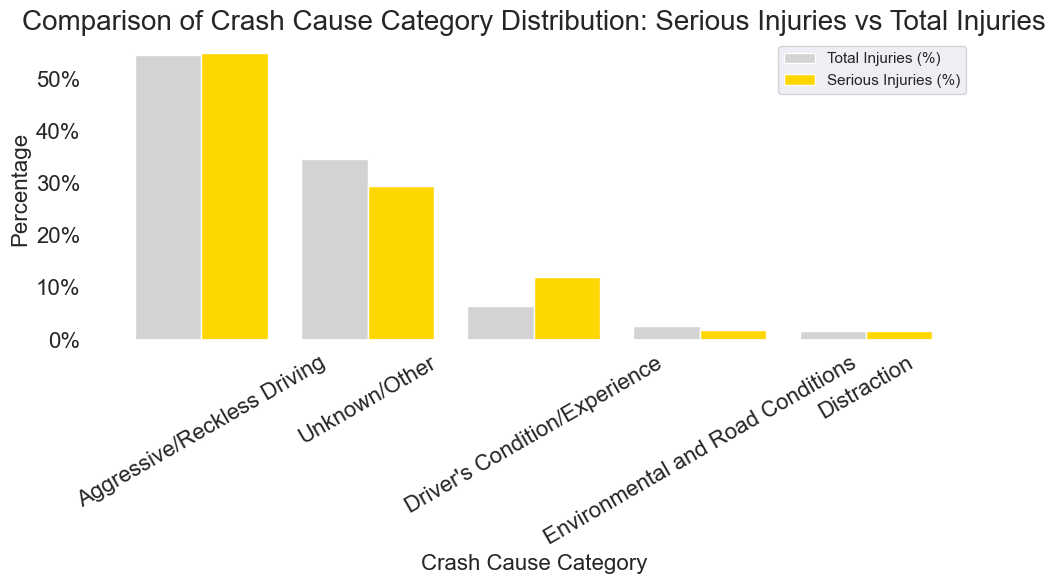 Comparison of Crash Cause Category Distribution: Serious Injuries vs Total Injuries
Total Injuries (%)
Serious Injuries (%)
Percentage
50%
40%
30%
20%
10%
0%
Aggressive/Reckless Driving
Unknown/Other
Driver's Condition/Experience
Environmental and Road Conditions
Distraction
Crash Cause Category